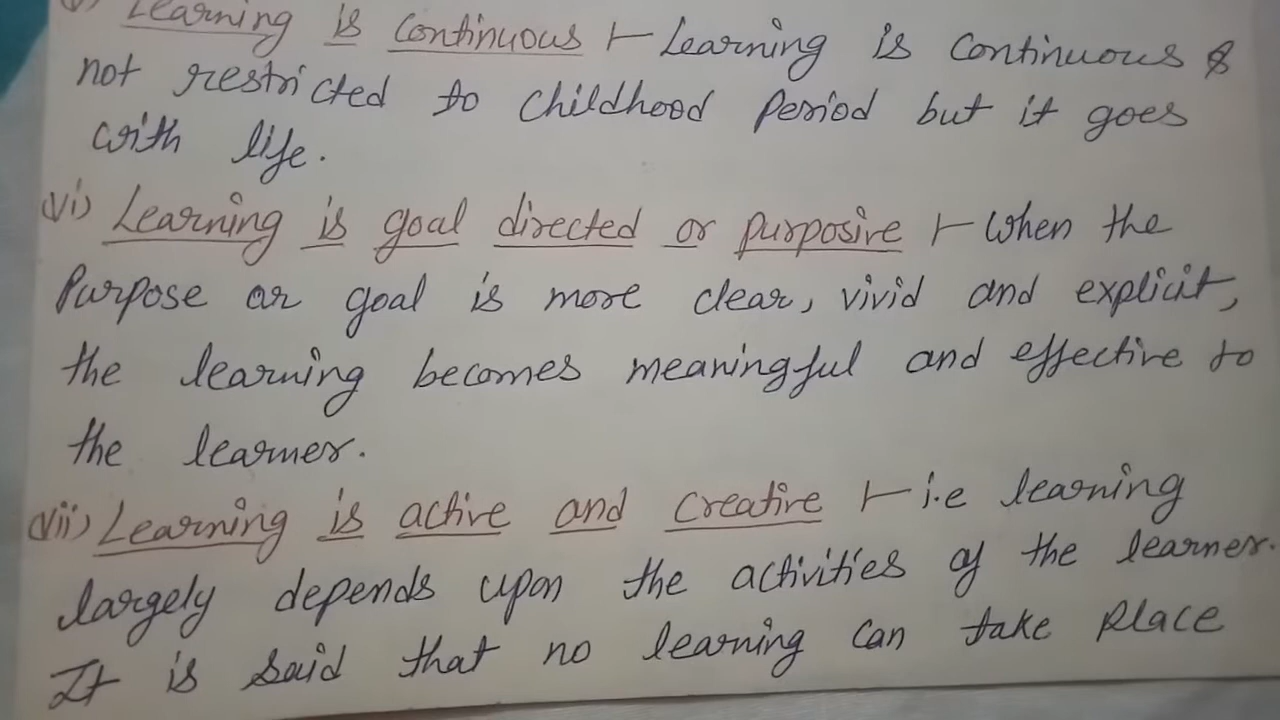 v) Learning is continuous :- Learning is continuous &
not restricted to childhood period but it goes
with life.
(vi) Learning is goal directed or purposive :- When the
Purpose or goal is more clear, vivid and explicit,
the learning becomes meaningful and effective to
the learner.
(vii) Learning is active and creative :- i.e learning
largely depends upon the activities of the learner.
It is said that no learning can take place